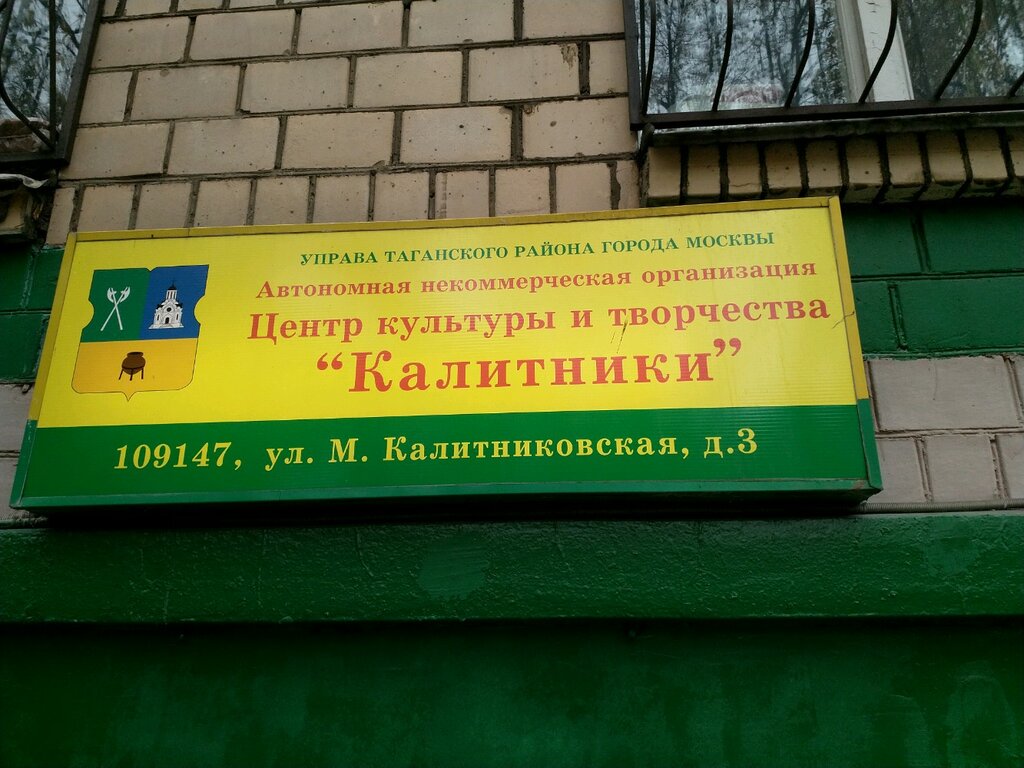 УПРАВА ТАГАНСКОГО РАЙОНА ГОРОДА МОСКВЫ
Автономная некоммерческая организация
Центр культуры и творчества
“Калитники”
109147, ул. М. Калитниковская, д.3